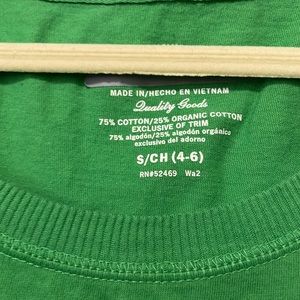 MADE IN/HECHO EN VIETNAM
Quality Goods
75% COTTON/25% ORGANIC COTTON
EXCLUSIVE OF TRIM
75% algodón/25% algodón orgánico
exclusivo del adorno
S/CH (4-6)
RN#52469 Wa2